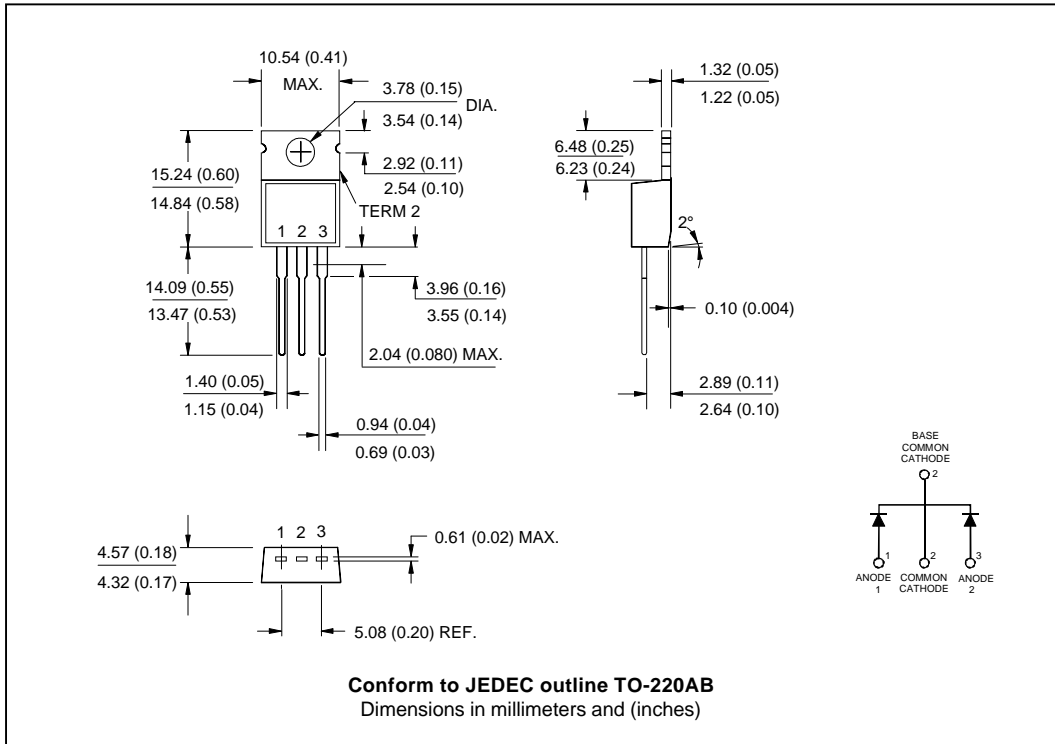 10.54 (0.41)
MAX.
3.78 (0.15)
3.54 (0.14)
DIA.
2.92 (0.11)
2.54 (0.10)
15.24 (0.60)
14.84 (0.58)
TERM 2
1 2 3
14.09 (0.55)
13.47 (0.53)
3.96 (0.16)
3.55 (0.14)
2.04 (0.080) MAX.
1.40 (0.05)
1.15 (0.04)
0.94 (0.04)
0.69 (0.03)
1.32 (0.05)
1.22 (0.05)
6.48 (0.25)
6.23 (0.24)
2°
0.10 (0.004)
2.89 (0.11)
2.64 (0.10)
1 2 3
4.57 (0.18)
4.32 (0.17)
0.61 (0.02) MAX.
5.08 (0.20) REF.
BASE
COMMON
CATHODE
2
1 2 3
ANODE COMMON ANODE
1 CATHODE 2
Conform to JEDEC outline TO-220AB
Dimensions in millimeters and (inches)